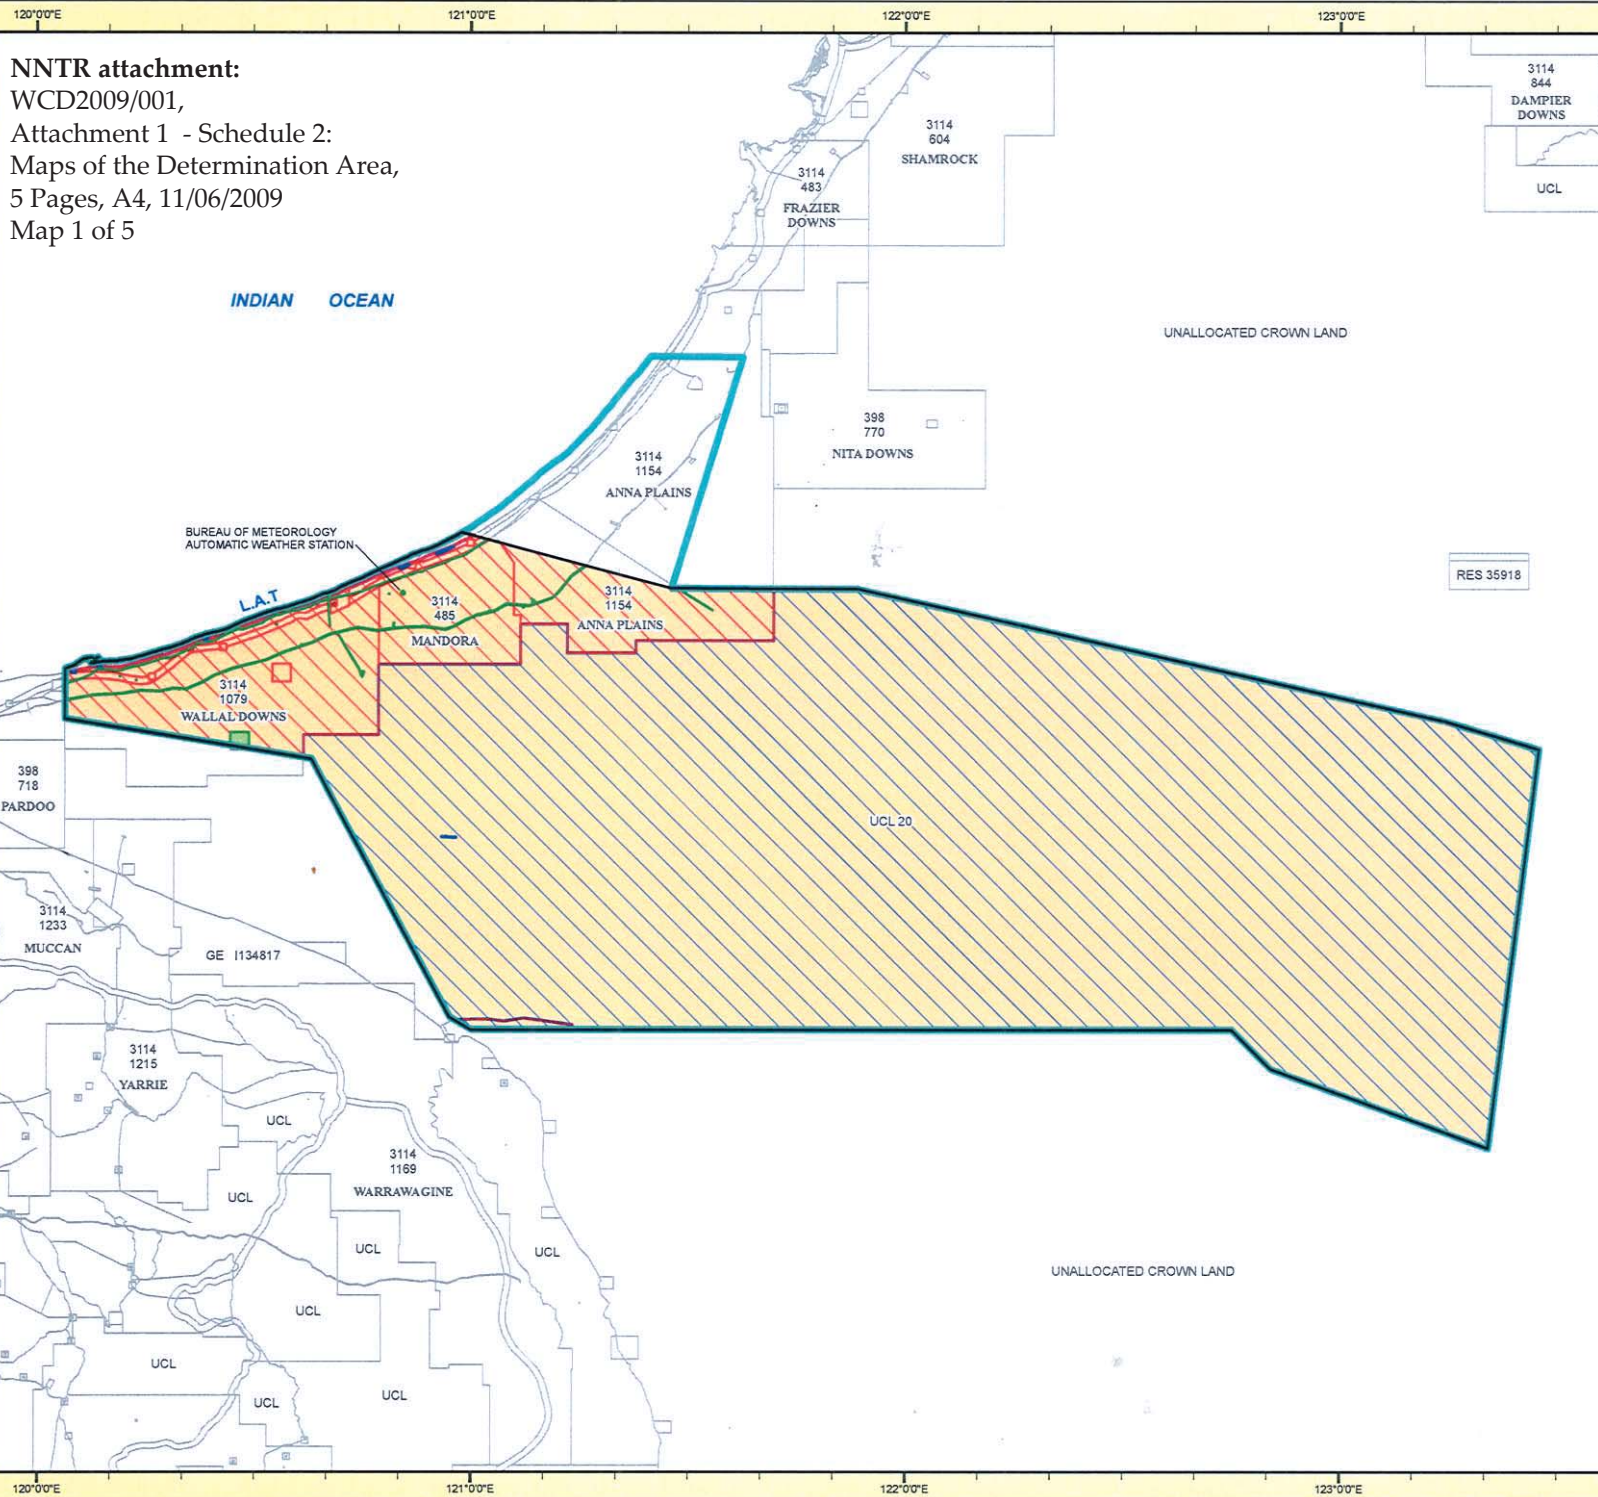 120°0'0"E
121°0'0"E
122°0'0"E
123°0'0"E
NNTR attachment:
WCD2009/001,
Attachment 1 - Schedule 2:
Maps of the Determination Area,
5 Pages, A4, 11/06/2009
Map 1 of 5
3114
844
DAMPIER
DOWNS
UCL
3114
604
SHAMROCK
3114
483
FRAZIER
DOWNS
INDIAN OCEAN
UNALLOCATED CROWN LAND
398
770
NITA DOWNS
3114
1154
ANNA PLAINS
BUREAU OF METEOROLOGY
AUTOMATIC WEATHER STATION
RES 35918
L.A.T
3114
485
MANDORA
3114
1154
ANNA PLAINS
3114
1079
WALLAL DOWNS
398
718
PARDOO
UCL 20
3114
1233
MUCCAN
GE I134817
3114
1215
YARRIE
UCL
3114
1169
WARRAWAGINE
UCL
UCL
UCL
UNALLOCATED CROWN LAND
UCL
UCL
UCL
UCL
120°0'0"E
121°0'0"E
122°0'0"E
123°0'0"E